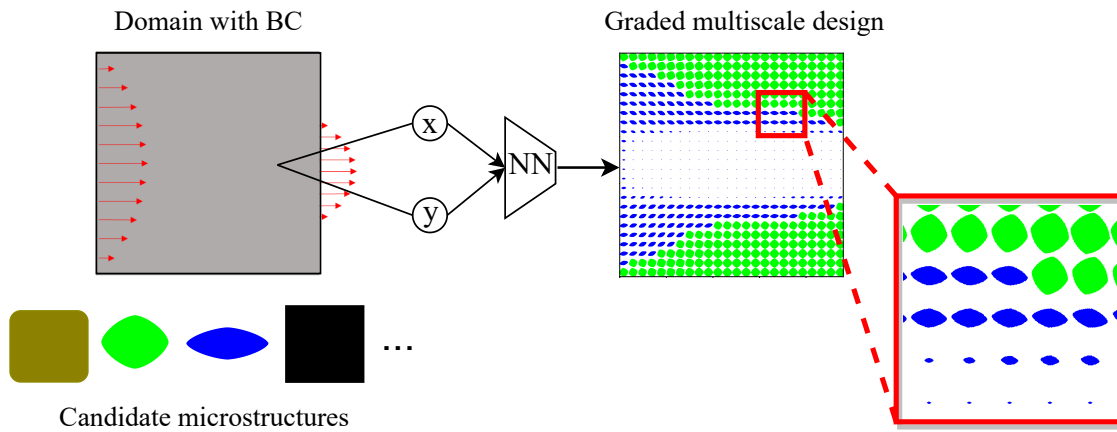 Domain with BC
Graded multiscale design
x
NN
y
...
Candidate microstructures